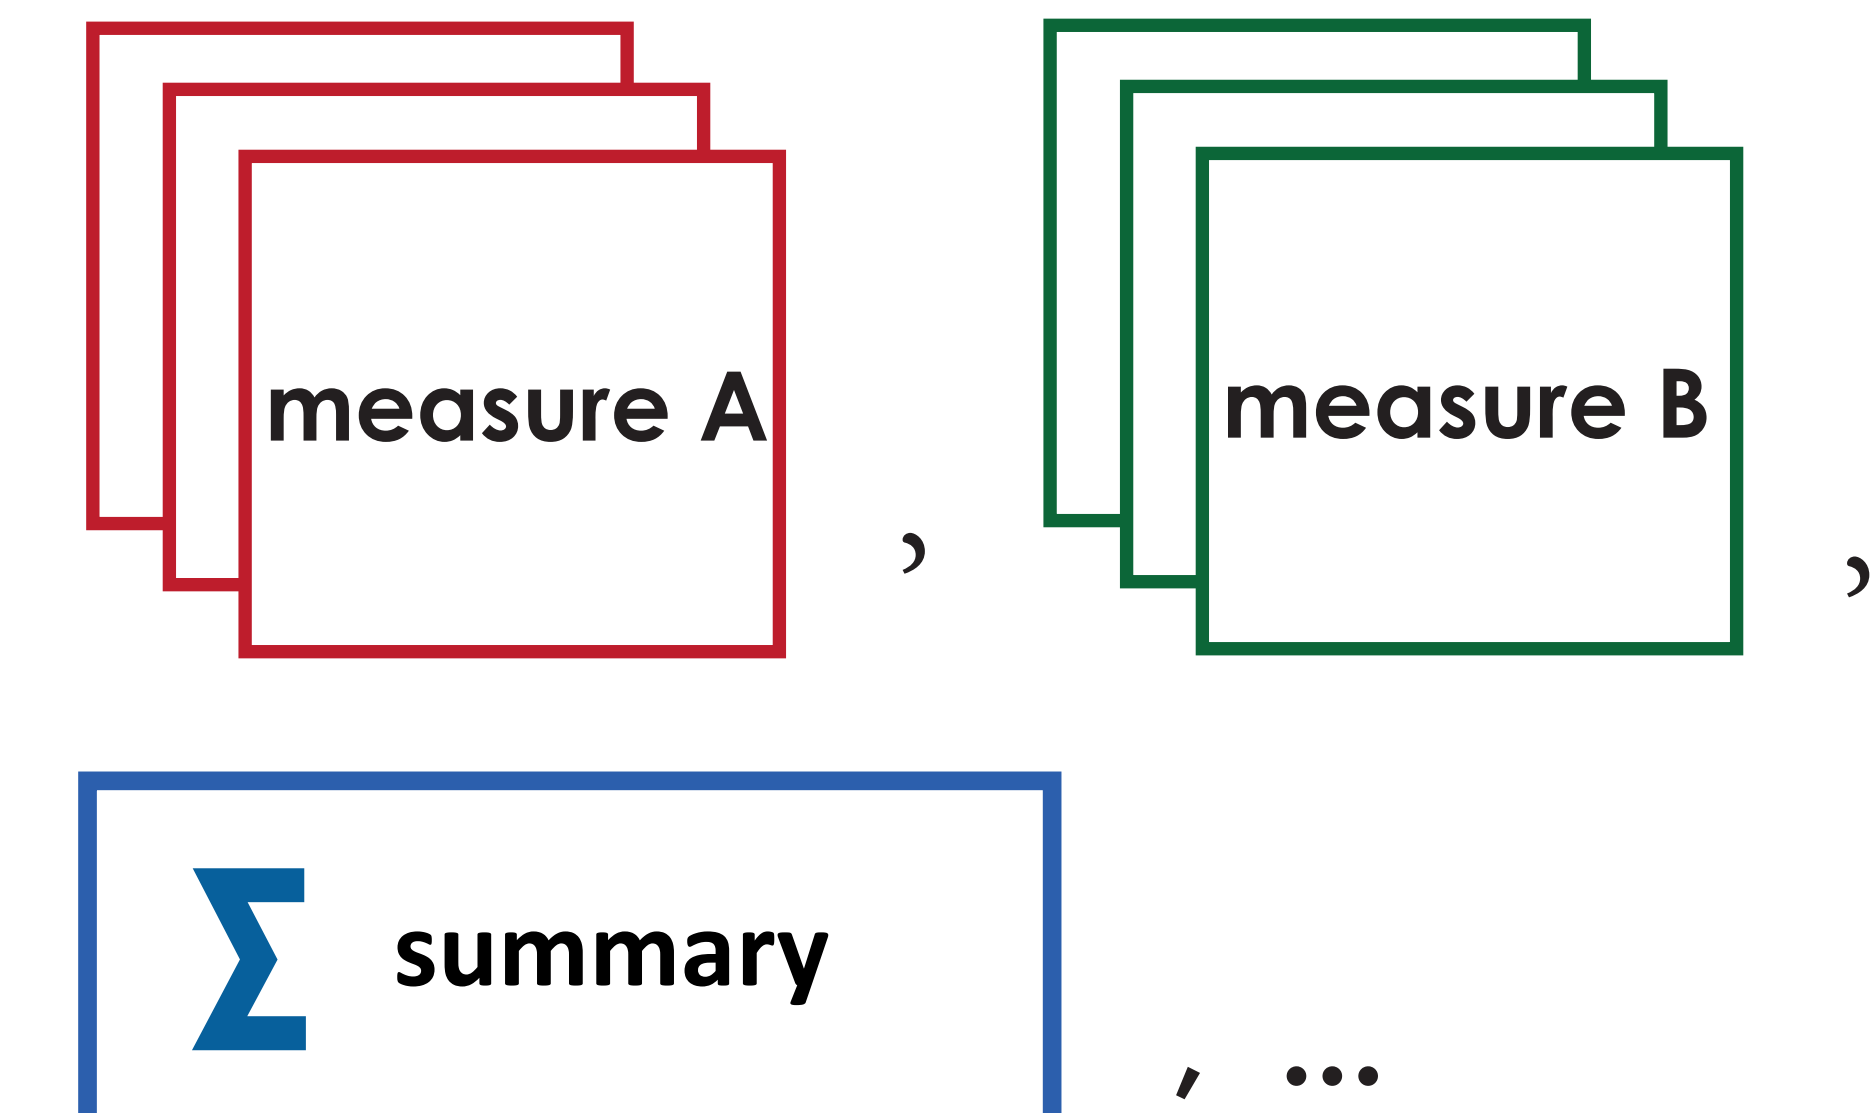 measure A , measure B ,
Σ summary , ...